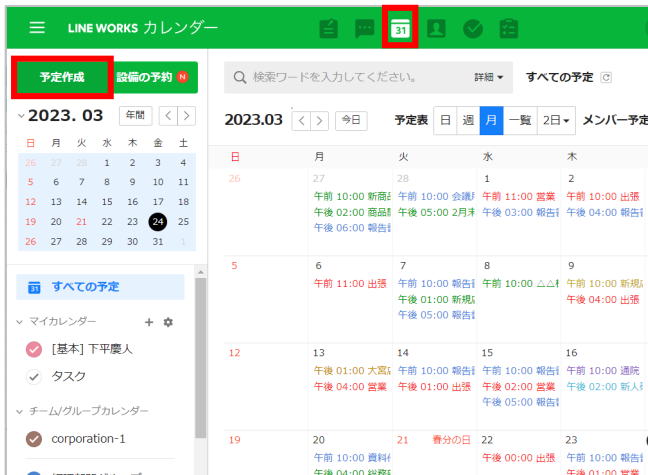 LINE WORKS カレンダー
31
予定作成
設備の予約 N
検索ワードを入力してください。
詳細
すべての予定
2023. 03
年間
< >
2023.03
< >
今日
予定表
日 週 月 一覧 2日
メンバー予定
日 月 火 水 木 金 土
26 27 28 1 2 3 4
5 6 7 8 9 10 11
12 13 14 15 16 17 18
19 20 21 22 23 24 25
26 27 28 29 30 31 1
31 すべての予定
マイカレンダー
[基本] 下平慶人
タスク
チーム/グループカレンダー
corporation-1
日 月 火 水 木
26 27 28 1 2
午前 10:00 新商 午前 10:00 会議 午前 11:00 営業 午前 10:00 出張
午後 02:00 商品 午後 05:00 2月末 午後 03:00 報告 午後 04:00 報告
午後 06:00 報告
5 6 7 8 9
午前 11:00 出張 午前 10:00 報告 午前 10:00 △△ 午前 10:00 新規
午後 01:00 新規 午後 04:00 出張
午後 05:00 報告
12 13 14 15 16
午後 01:00 大宮 午前 10:00 報告 午前 10:00 報告 午前 10:00 通院
午後 04:00 営業 午後 01:00 出張 午後 02:00 営業 午後 02:00 新人
午後 05:00 報告
19 20 21 春分の日 22 23
午前 10:00 資料 午後 00:00 出張 午前 10:00 報告